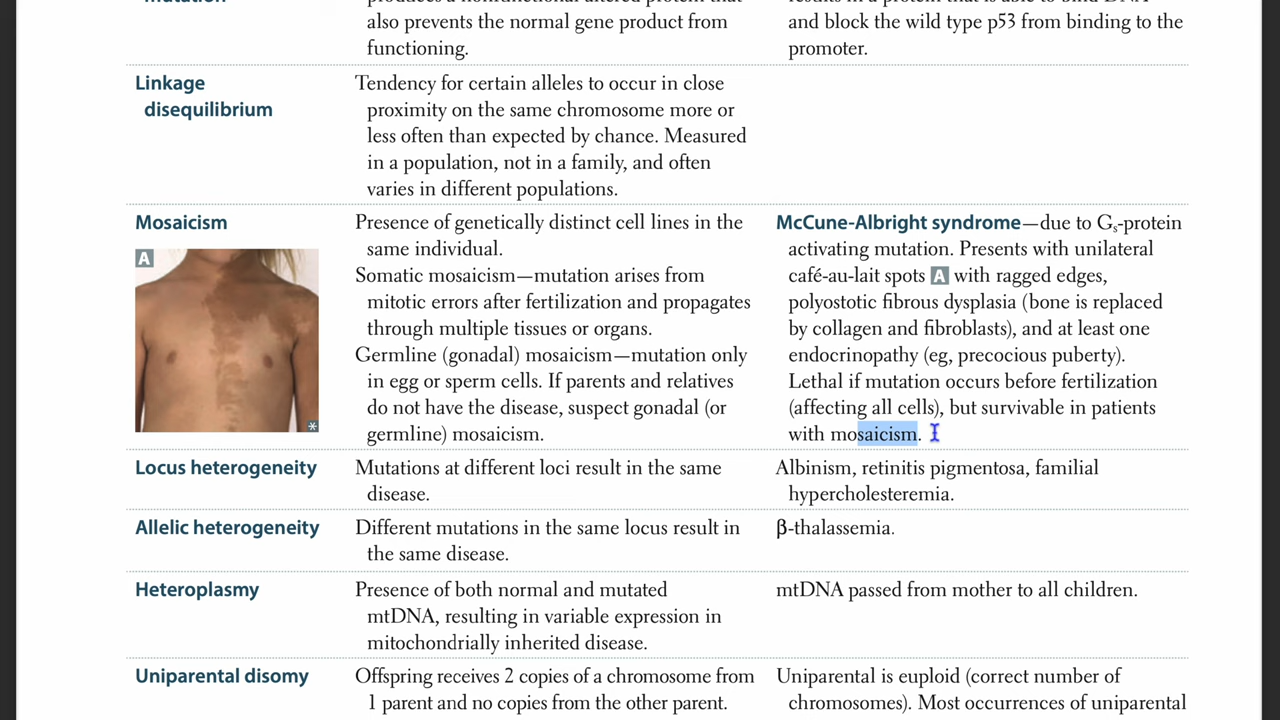 mutation
produces a nonfunctional altered protein that
also prevents the normal gene product from
functioning.
results in a protein that is able to bind DNA
and block the wild type p53 from binding to the
promoter.
Linkage
disequilibrium
Tendency for certain alleles to occur in close
proximity on the same chromosome more or
less often than expected by chance. Measured
in a population, not in a family, and often
varies in different populations.
Mosaicism
A
Presence of genetically distinct cell lines in the
same individual.
Somatic mosaicism—mutation arises from
mitotic errors after fertilization and propagates
through multiple tissues or organs.
Germline (gonadal) mosaicism—mutation only
in egg or sperm cells. If parents and relatives
do not have the disease, suspect gonadal (or
germline) mosaicism.
McCune-Albright syndrome—due to Gs-protein
activating mutation. Presents with unilateral
café-au-lait spots A with ragged edges,
polyostotic fibrous dysplasia (bone is replaced
by collagen and fibroblasts), and at least one
endocrinopathy (eg, precocious puberty).
Lethal if mutation occurs before fertilization
(affecting all cells), but survivable in patients
with mosaicism.
Locus heterogeneity
Mutations at different loci result in the same
disease.
Albinism, retinitis pigmentosa, familial
hypercholesteremia.
Allelic heterogeneity
Different mutations in the same locus result in
the same disease.
β-thalassemia.
Heteroplasmy
Presence of both normal and mutated
mtDNA, resulting in variable expression in
mitochondrially inherited disease.
mtDNA passed from mother to all children.
Uniparental disomy
Offspring receives 2 copies of a chromosome from
1 parent and no copies from the other parent.
Uniparental is euploid (correct number of
chromosomes). Most occurrences of uniparental